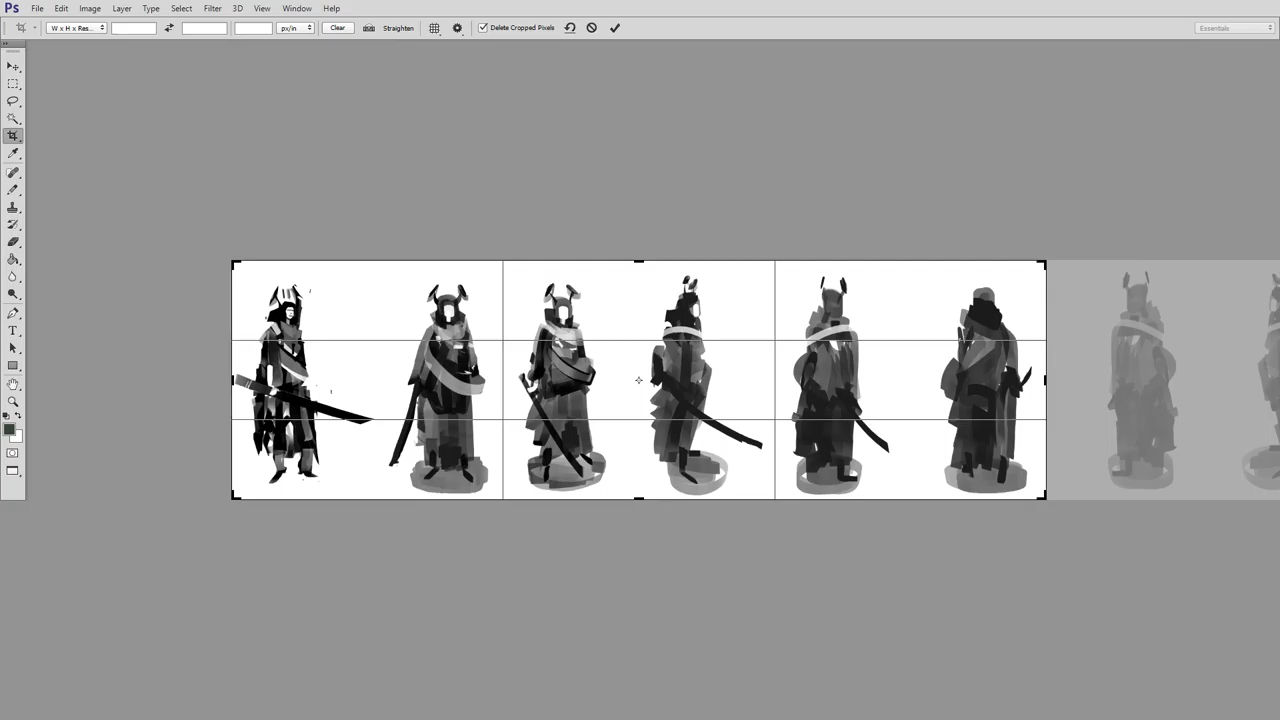 Ps File Edit Image Layer Type Select Filter 3D View Window Help
W x H x Res... px/in Clear Straighten Delete Cropped Pixels Essentials
T